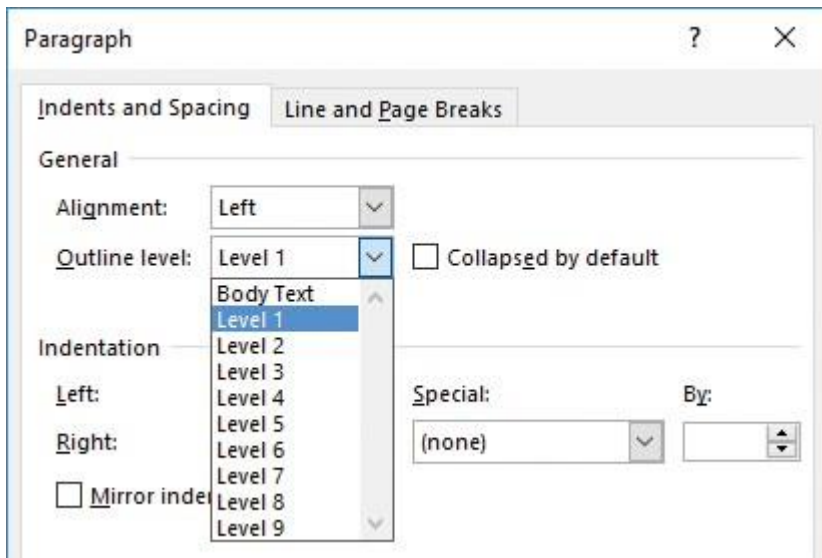 Paragraph ?
Indents and Spacing Line and Page Breaks
General
Alignment: Left
Outline level: Level 1 Collapsed by default
Body Text
Level 1
Level 2
Level 3
Level 4
Level 5
Level 6
Level 7
Level 8
Level 9
Indentation
Left: Special: By:
Right: (none)
Mirror inde